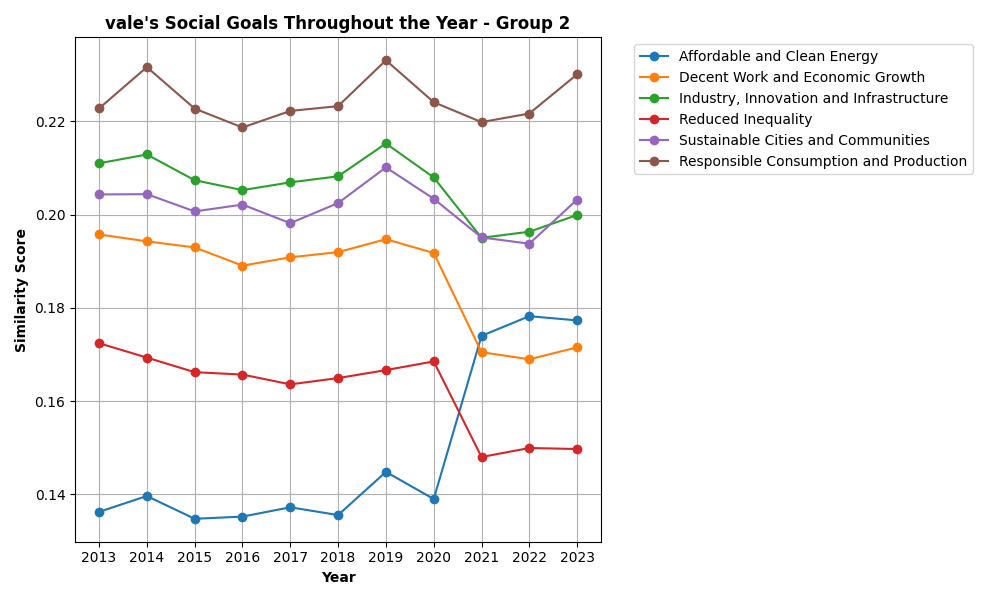 vale's Social Goals Throughout the Year - Group 2
Affordable and Clean Energy
Decent Work and Economic Growth
Industry, Innovation and Infrastructure
Reduced Inequality
Sustainable Cities and Communities
Responsible Consumption and Production
Similarity Score
0.22
0.20
0.18
0.16
0.14
2013 2014 2015 2016 2017 2018 2019 2020 2021 2022 2023
Year